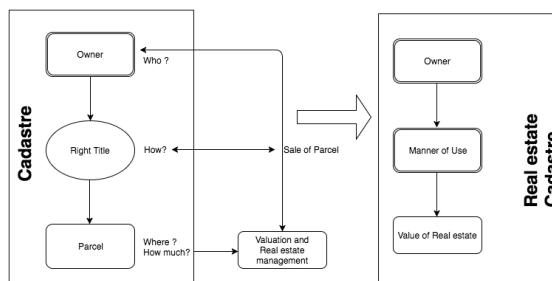 Cadastre
Owner
Who ?
Right Title
How?
Parcel
Where ?
How much?
Sale of Parcel
Valuation and
Real estate
management
Owner
Manner of Use
Value of Real estate
Real estate
Cadastre